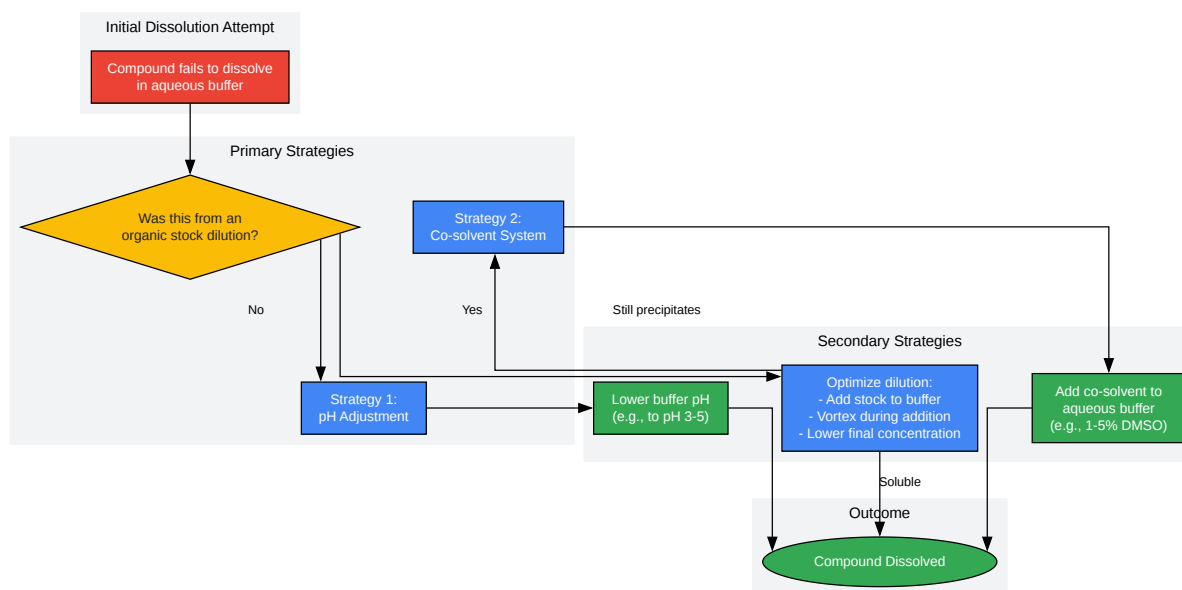 Initial Dissolution Attempt
Compound fails to dissolve
in aqueous buffer
Primary Strategies
Was this from an
organic stock dilution?
Strategy 2:
Co-solvent System
No
Yes
Still precipitates
Strategy 1:
pH Adjustment
Secondary Strategies
Lower buffer pH
(e.g., to pH 3-5)
Optimize dilution:
- Add stock to buffer
- Vortex during addition
- Lower final concentration
Add co-solvent to
aqueous buffer
(e.g., 1-5% DMSO)
Soluble
Outcome
Compound Dissolved